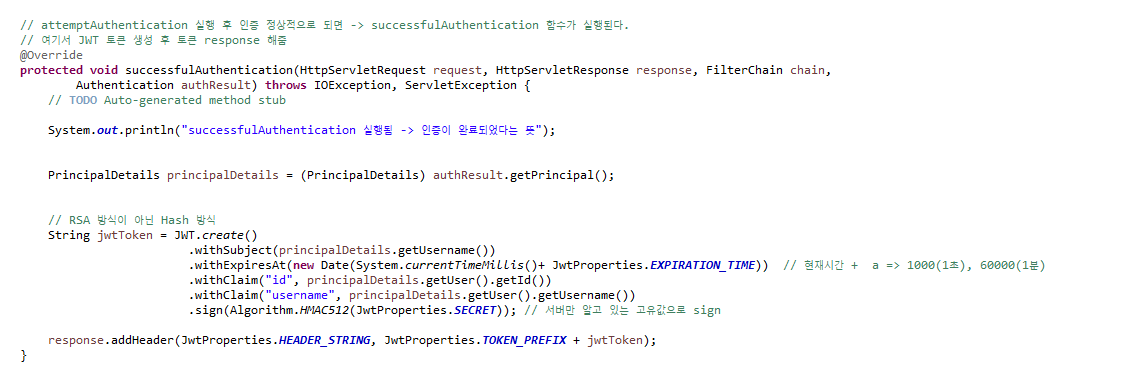 // attemptAuthentication 실행 후 인증 정상적으로 되면 -> successfulAuthentication 함수가 실행된다.
// 여기서 JWT 토큰 생성 후 토큰 response 해줌
@Override
protected void successfulAuthentication(HttpServletRequest request, HttpServletResponse response, FilterChain chain,
        Authentication authResult) throws IOException, ServletException {
    // TODO Auto-generated method stub
    System.out.println("successfulAuthentication 실행됨 -> 인증이 완료되었다는 뜻");
    PrincipalDetails principalDetails = (PrincipalDetails) authResult.getPrincipal();
    // RSA 방식이 아닌 Hash 방식
    String jwtToken = JWT.create()
                        .withSubject(principalDetails.getUsername())
                        .withExpiresAt(new Date(System.currentTimeMillis()+ JwtProperties.EXPIRATION_TIME))  // 현재시간 +  a => 1000(1초), 60000(1분)
                        .withClaim("id", principalDetails.getUser().getId())
                        .withClaim("username", principalDetails.getUser().getUsername())
                        .sign(Algorithm.HMAC512(JwtProperties.SECRET)); // 서버만 알고 있는 고유값으로 sign
    response.addHeader(JwtProperties.HEADER_STRING, JwtProperties.TOKEN_PREFIX + jwtToken);
}